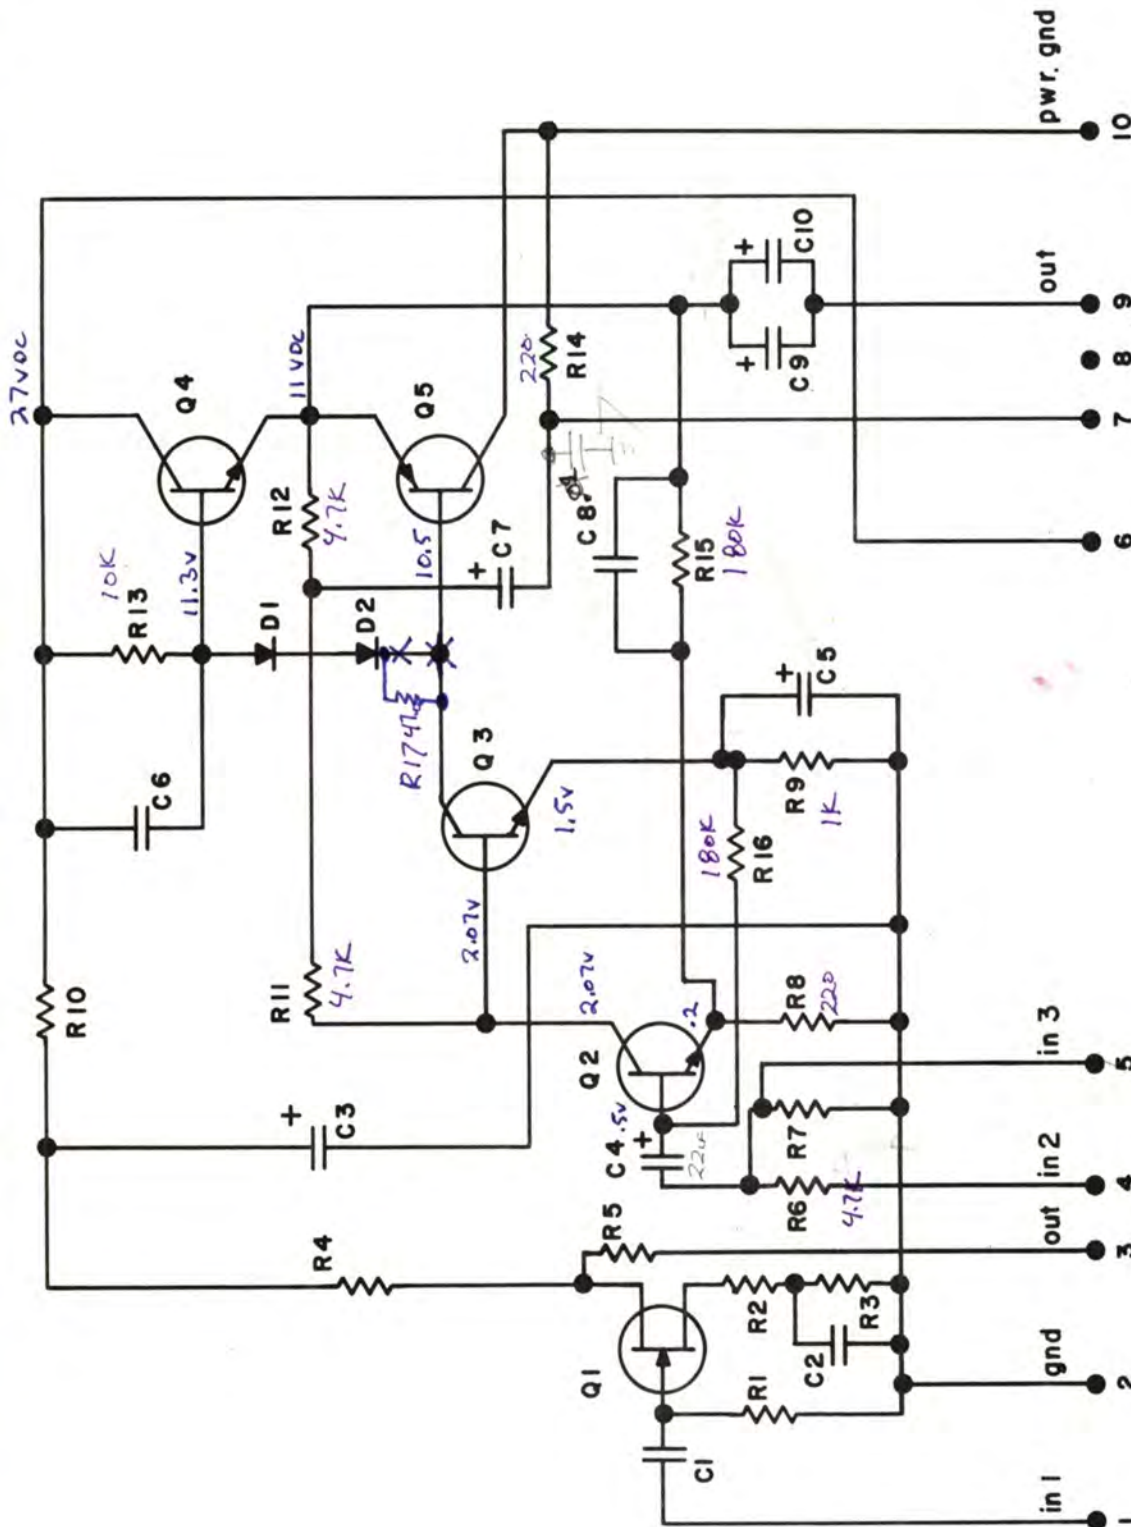 27VDC
Q4
11VDC
Q5
R13
10K
11.3V
D1
R12
4.7K
10.5
D2
C7
+
R14
220
R17 47Ω
C6
Q3
1.5V
2.07V
C8
R15
180K
C9
+
C10
+
C5
+
R9
1K
R16
180K
R10
R11
4.7K
2.07V
Q2
.2
R8
220
C3
+
C4
+
.5V
R7
R6
4.7K
R4
R5
Q1
R2
R3
C2
R1
C1
in 1
gnd
out
in 2
in 3
out
pwr. gnd
1
2
3
4
5
6
7
8
9
10